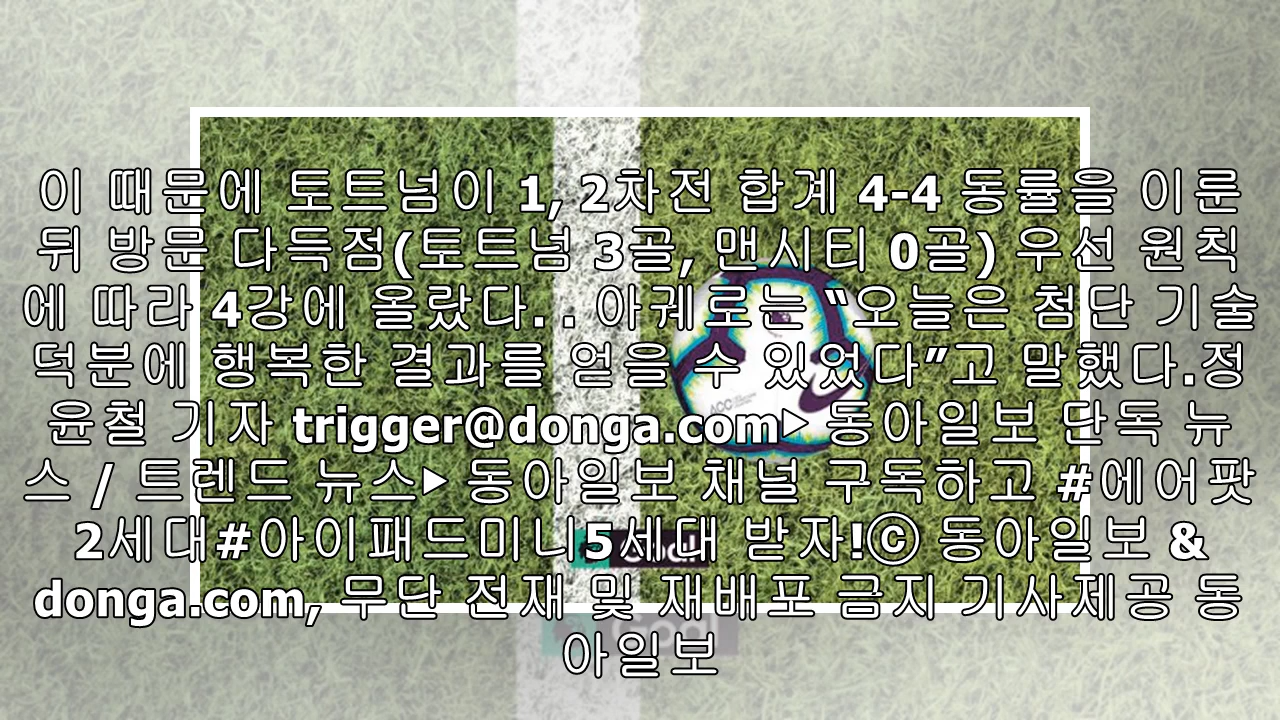 이 때문에 토트넘이 1, 2차전 합계 4-4 동률을 이룬
뒤 방문 다득점(토트넘 3골, 맨시티 0골) 우선 원칙
에 따라 4강에 올랐다. . 아궤로는 “오늘은 첨단 기술
덕분에 행복한 결과를 얻을 수 있었다”고 말했다.정
윤철 기자 trigger@donga.com▶ 동아일보 단독 뉴
스 / 트렌드 뉴스▶ 동아일보 채널 구독하고 #에어팟
2세대#아이패드미니5세대 받자!ⓒ 동아일보 &
donga.com, 무단 전재 및 재배포 금지 기사제공 동
아일보
ACC
Goal
Goal